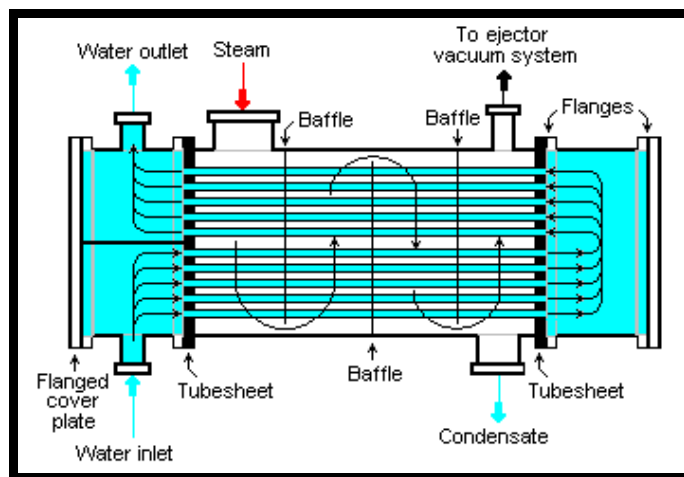 Water outlet
Steam
To ejector
vacuum system
Baffle
Baffle
Flanges
Flanged
cover
plate
Tubesheet
Baffle
Tubesheet
Water inlet
Condensate